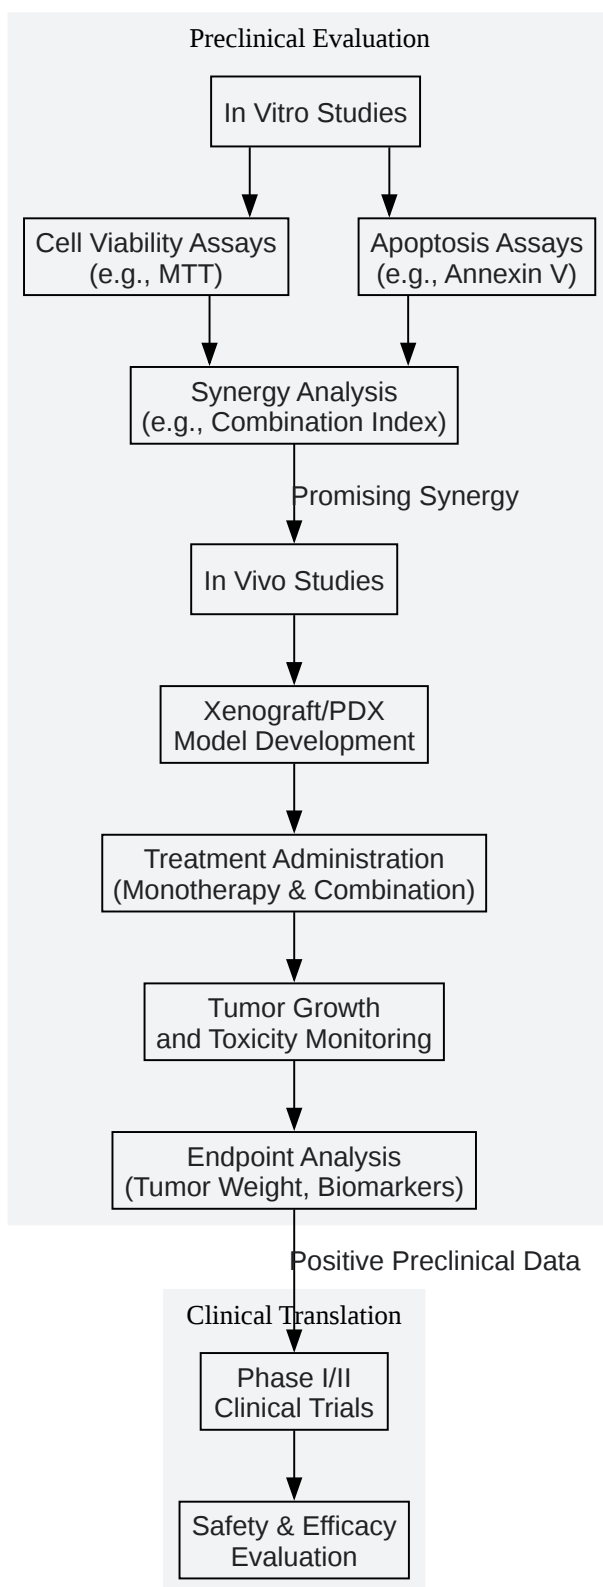 Preclinical Evaluation
In Vitro Studies
Cell Viability Assays
(e.g., MTT)
Apoptosis Assays
(e.g., Annexin V)
Synergy Analysis
(e.g., Combination Index)
Promising Synergy
In Vivo Studies
Xenograft/PDX
Model Development
Treatment Administration
(Monotherapy & Combination)
Tumor Growth
and Toxicity Monitoring
Endpoint Analysis
(Tumor Weight, Biomarkers)
Positive Preclinical Data
Clinical Translation
Phase I/II
Clinical Trials
Safety & Efficacy
Evaluation